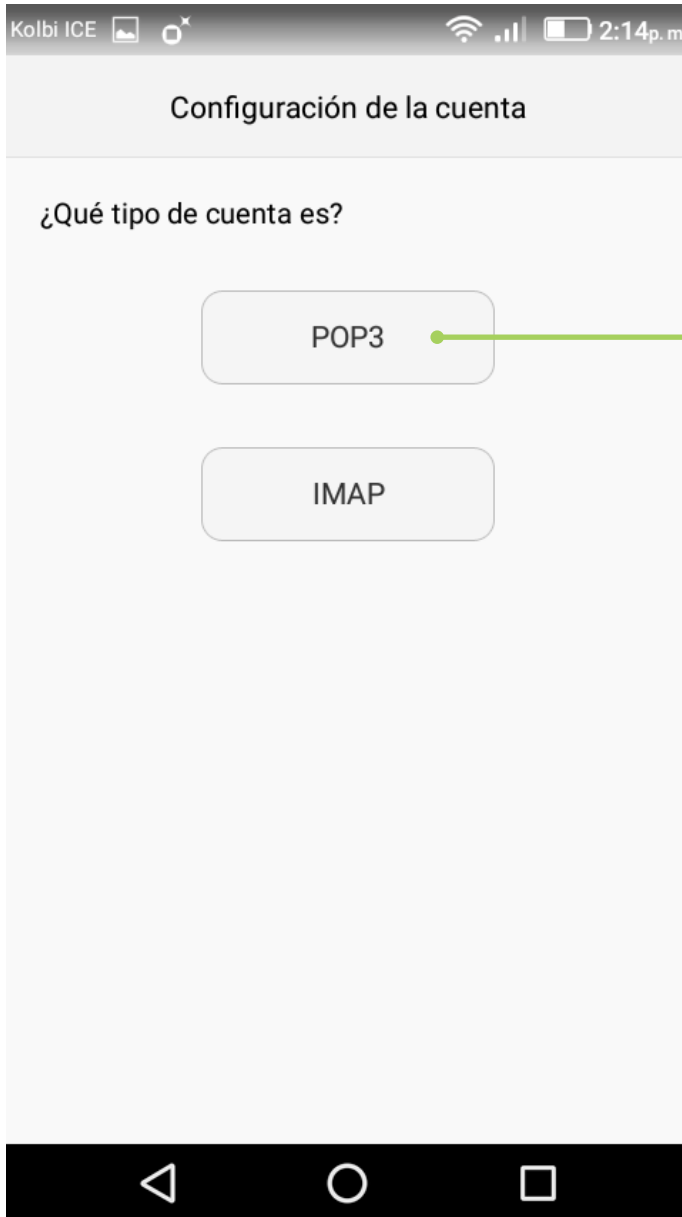 Kolbi ICE 2:14p. m
Configuración de la cuenta
¿Qué tipo de cuenta es?
POP3
IMAP